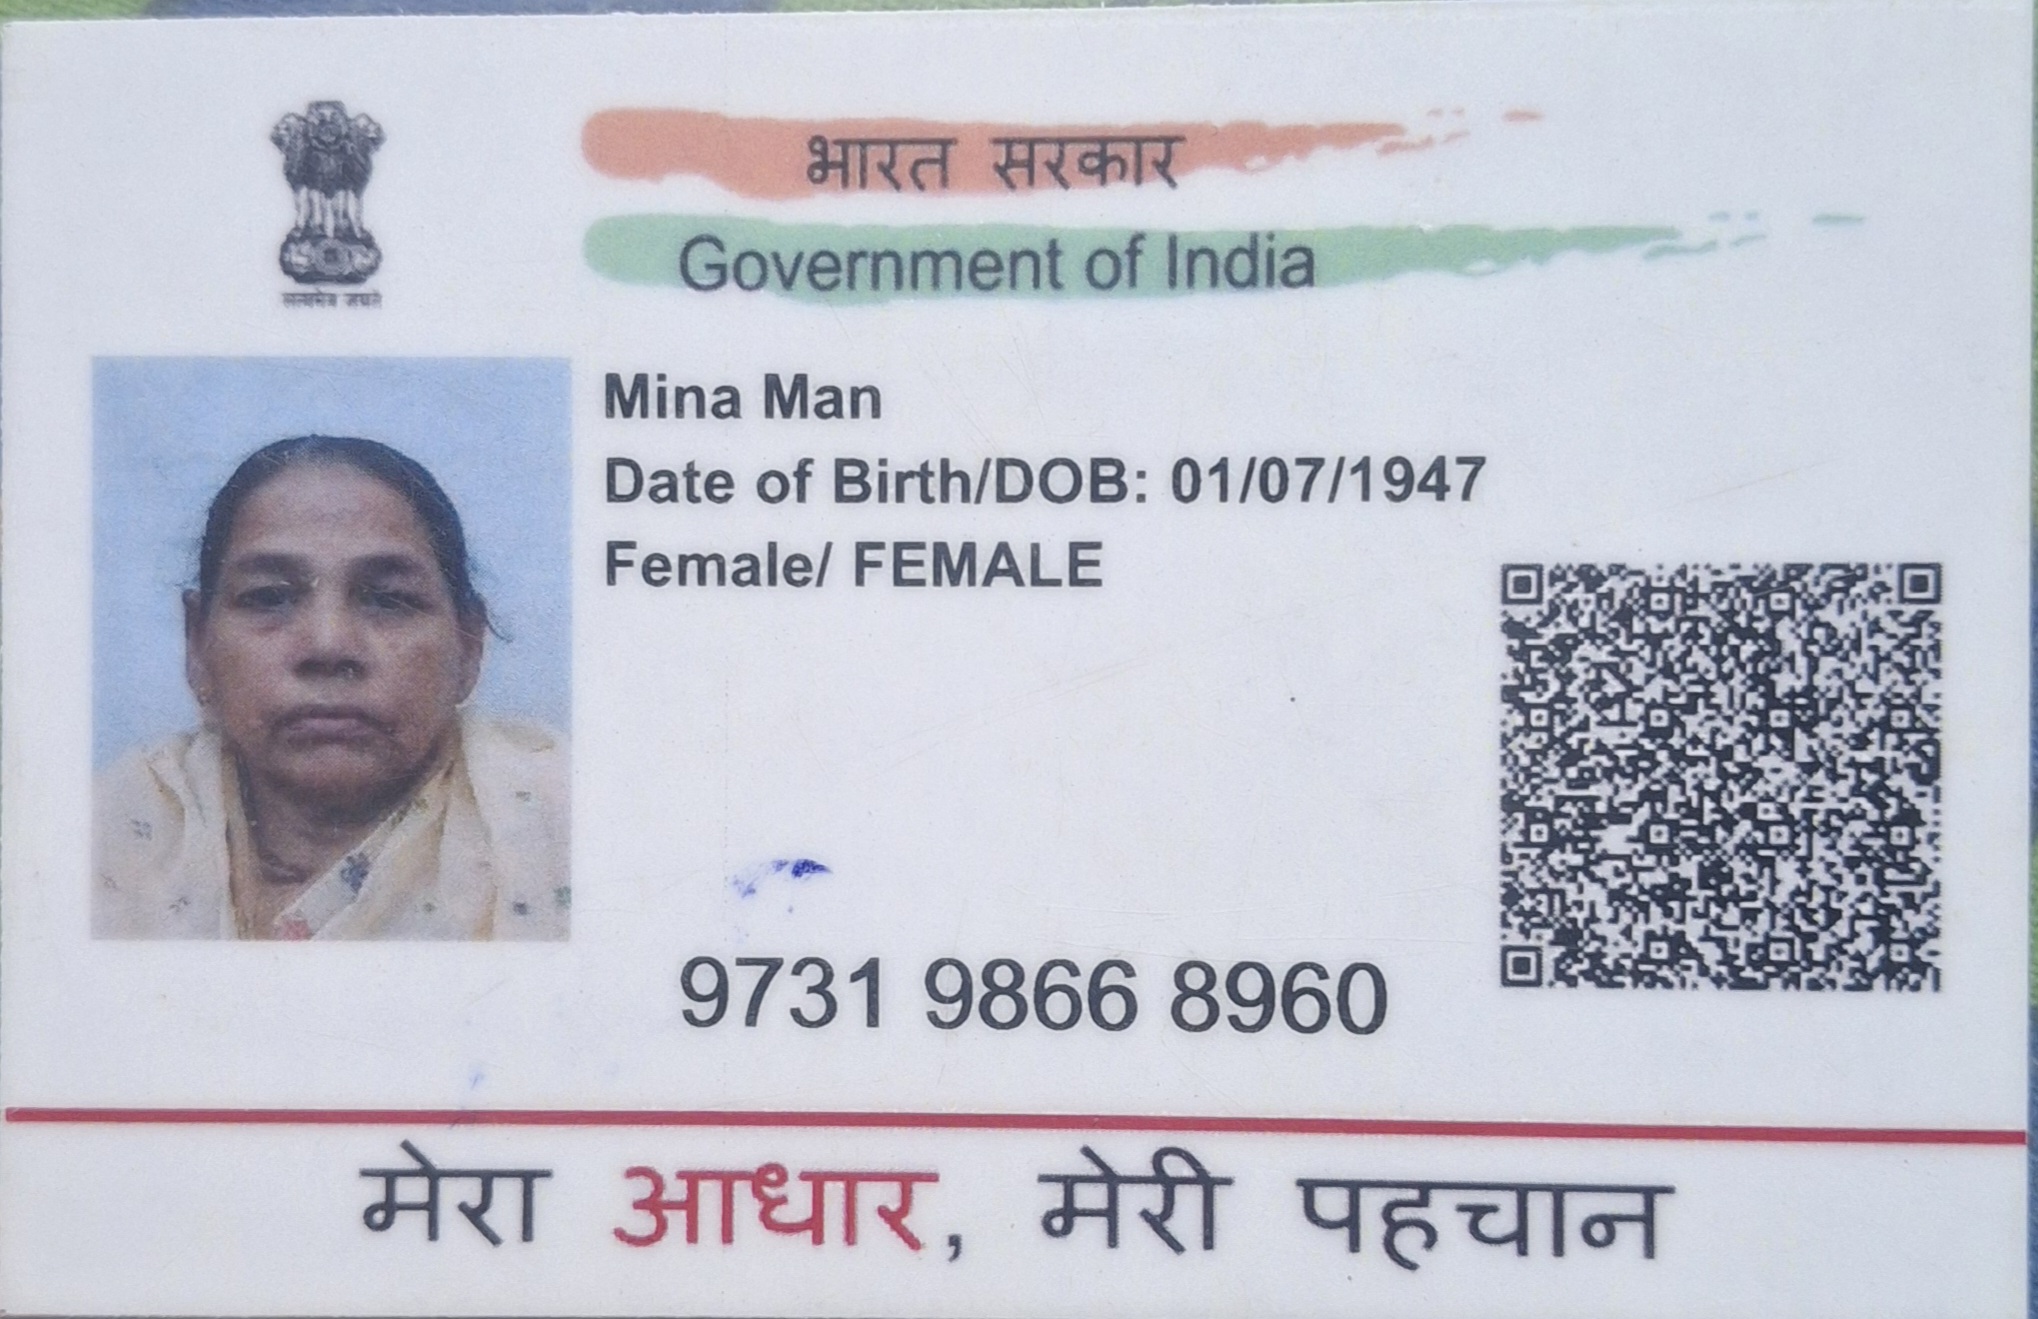 भारत सरकार
Government of India
सत्यमेव जयते
Mina Man
Date of Birth/DOB: 01/07/1947
Female/ FEMALE
9731 9866 8960
मेरा आधार, मेरी पहचान